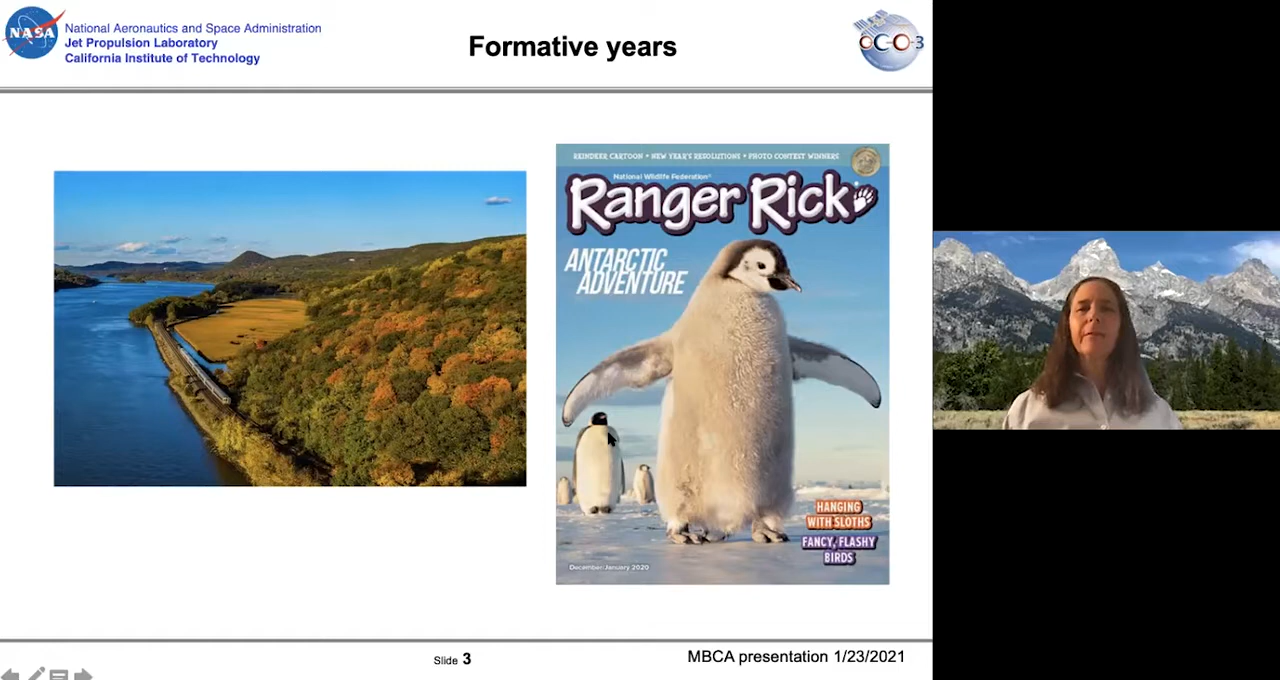 NASA
National Aeronautics and Space Administration
Jet Propulsion Laboratory
California Institute of Technology
Formative years
OCO-3
REINDEER CARTOON • NEW YEAR'S RESOLUTIONS • PHOTO CONTEST WINNERS
National Wildlife Federation®
Ranger Rick
ANTARCTIC
ADVENTURE
HANGING
WITH SLOTHS
FANCY, FLASHY
BIRDS
December/January 2020
Slide 3
MBCA presentation 1/23/2021